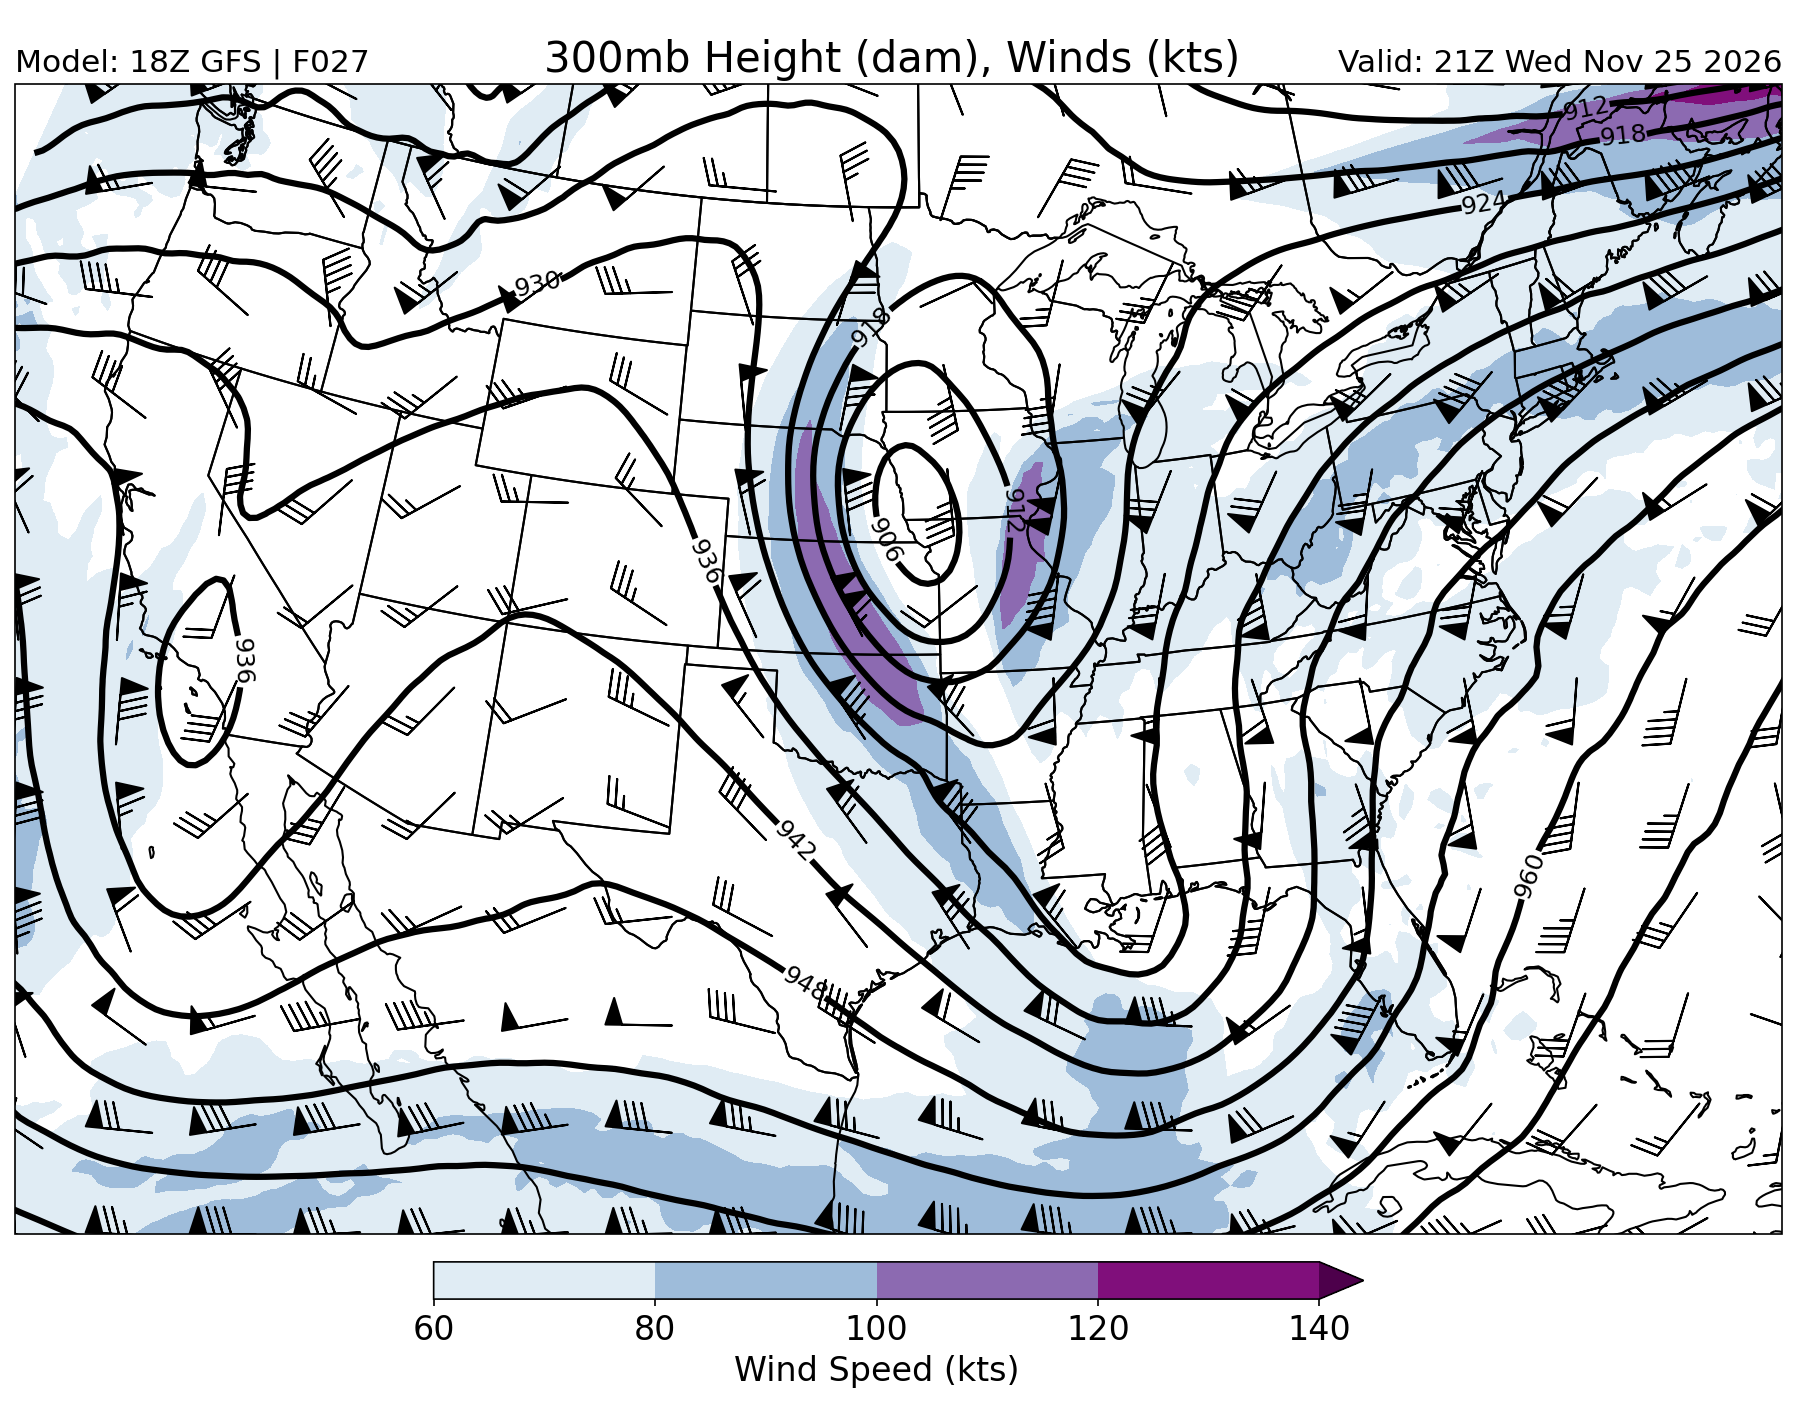 Model: 18Z GFS | F027
300mb Height (dam), Winds (kts)
Valid: 21Z Wed Nov 25 2026
912
918
924
930
918
912
906
936
936
942
960
948
60 80 100 120 140
Wind Speed (kts)